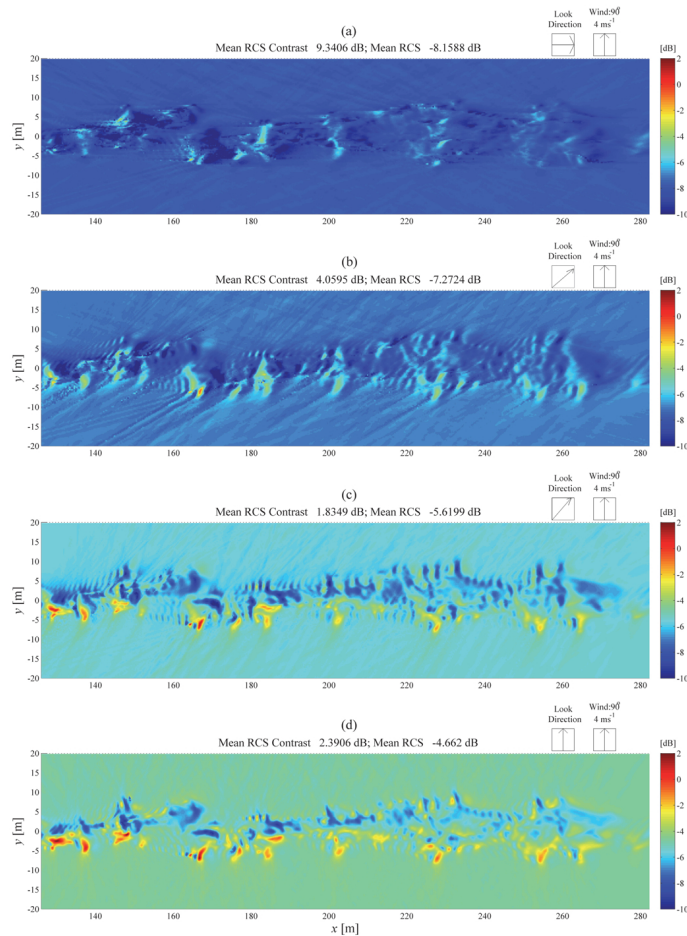 (a)
Look Direction
Wind:90°
4 ms⁻¹
Mean RCS Contrast 9.3406 dB; Mean RCS -8.1588 dB
[dB]
20
15
10
5
0
-5
-10
-15
-20
y [m]
140 160 180 200 220 240 260 280
2
0
-2
-4
-6
-8
-10
(b)
Look Direction
Wind:90°
4 ms⁻¹
Mean RCS Contrast 4.0595 dB; Mean RCS -7.2724 dB
[dB]
20
15
10
5
0
-5
-10
-15
-20
y [m]
140 160 180 200 220 240 260 280
2
0
-2
-4
-6
-8
-10
(c)
Look Direction
Wind:90°
4 ms⁻¹
Mean RCS Contrast 1.8349 dB; Mean RCS -5.6199 dB
[dB]
20
15
10
5
0
-5
-10
-15
-20
y [m]
140 160 180 200 220 240 260 280
2
0
-2
-4
-6
-8
-10
(d)
Look Direction
Wind:90°
4 ms⁻¹
Mean RCS Contrast 2.3906 dB; Mean RCS -4.662 dB
[dB]
20
15
10
5
0
-5
-10
-15
-20
y [m]
140 160 180 200 220 240 260 280
x [m]
2
0
-2
-4
-6
-8
-10